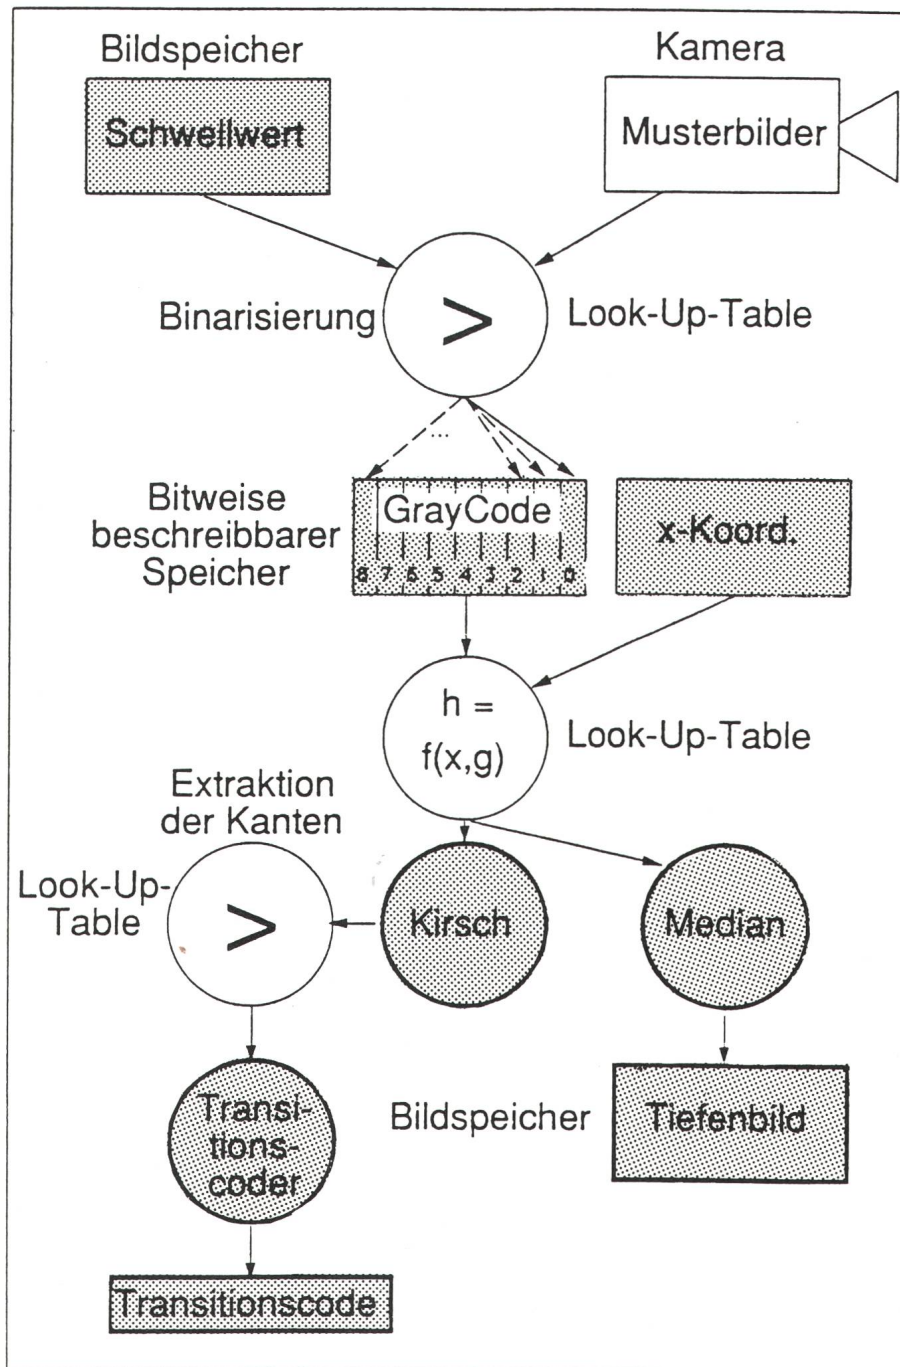 Bildspeicher
Kamera
Schwellwert
Musterbilder
Binarisierung
>
Look-Up-Table
...
Bitweise
beschreibbarer
Speicher
GrayCode
8 7 6 5 4 3 2 1 0
x-Koord.
h =
f(x,g)
Look-Up-Table
Extraktion
der Kanten
Look-Up-
Table
>
Kirsch
Median
Transi-
tions-
coder
Bildspeicher
Tiefenbild
Transitionscode